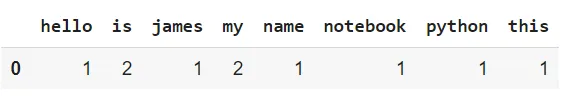 hello is james my name notebook python this
0 1 2 1 2 1 1 1 1